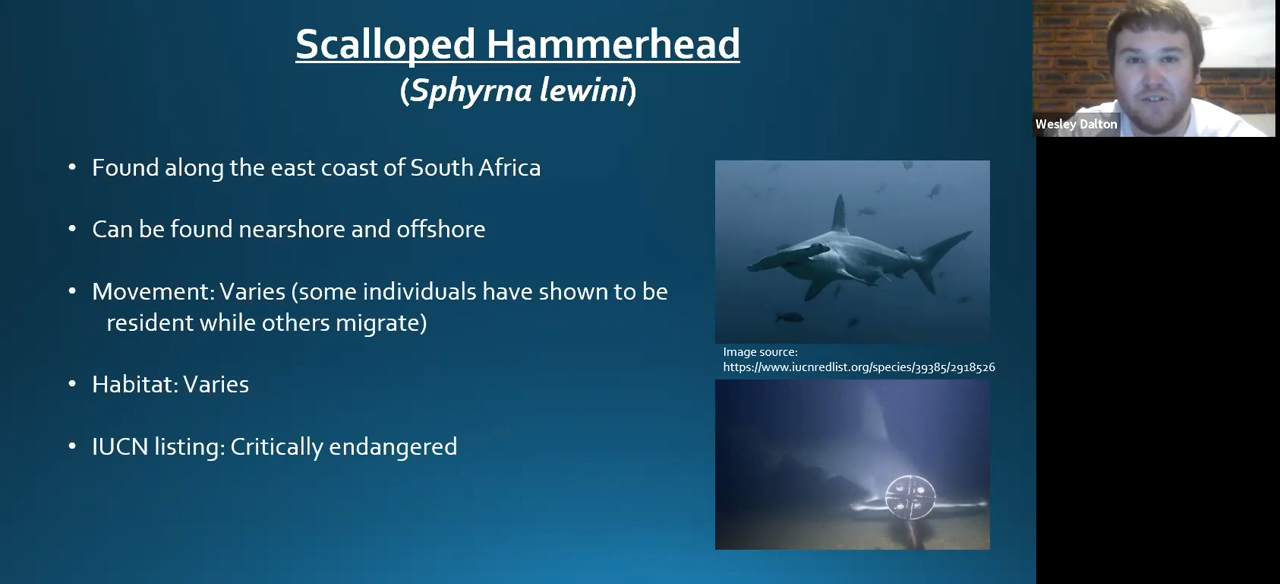 Scalloped Hammerhead
(Sphyrna lewini)
• Found along the east coast of South Africa
• Can be found nearshore and offshore
• Movement: Varies (some individuals have shown to be
resident while others migrate)
• Habitat: Varies
• IUCN listing: Critically endangered
Image source:
https://www.iucnredlist.org/species/39385/2918526
Wesley Dalton